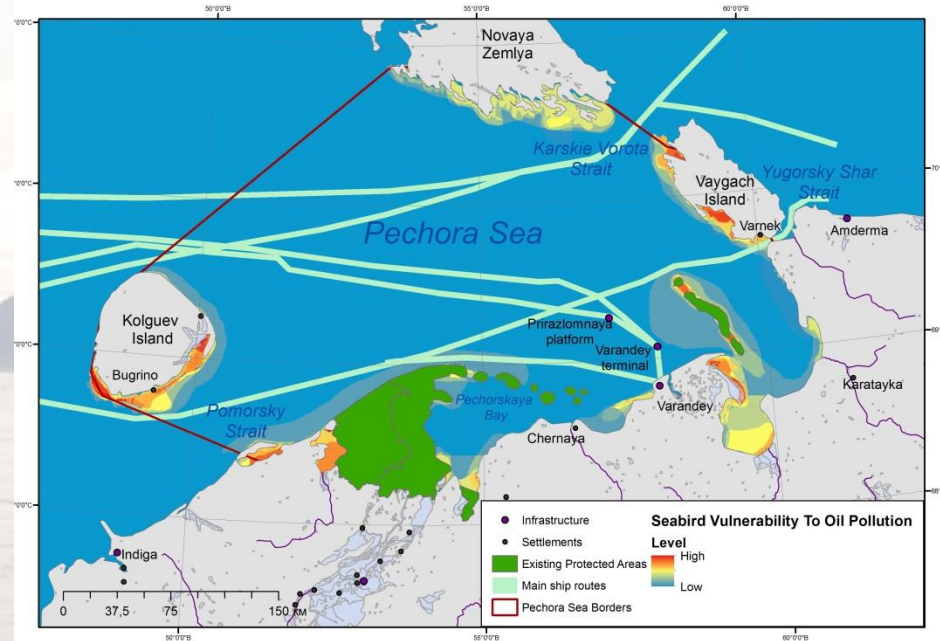 50°0'0"В
55°0'0"В
60°0'0"В
Novaya
Zemlya
Karskie Vorota
Strait
Yugorsky Shar
Strait
Vaygach
Island
Varnek
Amderma
Pechora Sea
Kolguev
Island
Bugrino
Prirazlomnaya
platform
Varandey
terminal
Varandey
Karatayka
Pomorsky
Strait
Pechorskaya
Bay
Chernaya
Indiga
0 37,5 75 150 км
Infrastructure
Settlements
Existing Protected Areas
Main ship routes
Pechora Sea Borders
Seabird Vulnerability To Oil Pollution
Level
High
Low
50°0'0"В
55°0'0"В
60°0'0"В